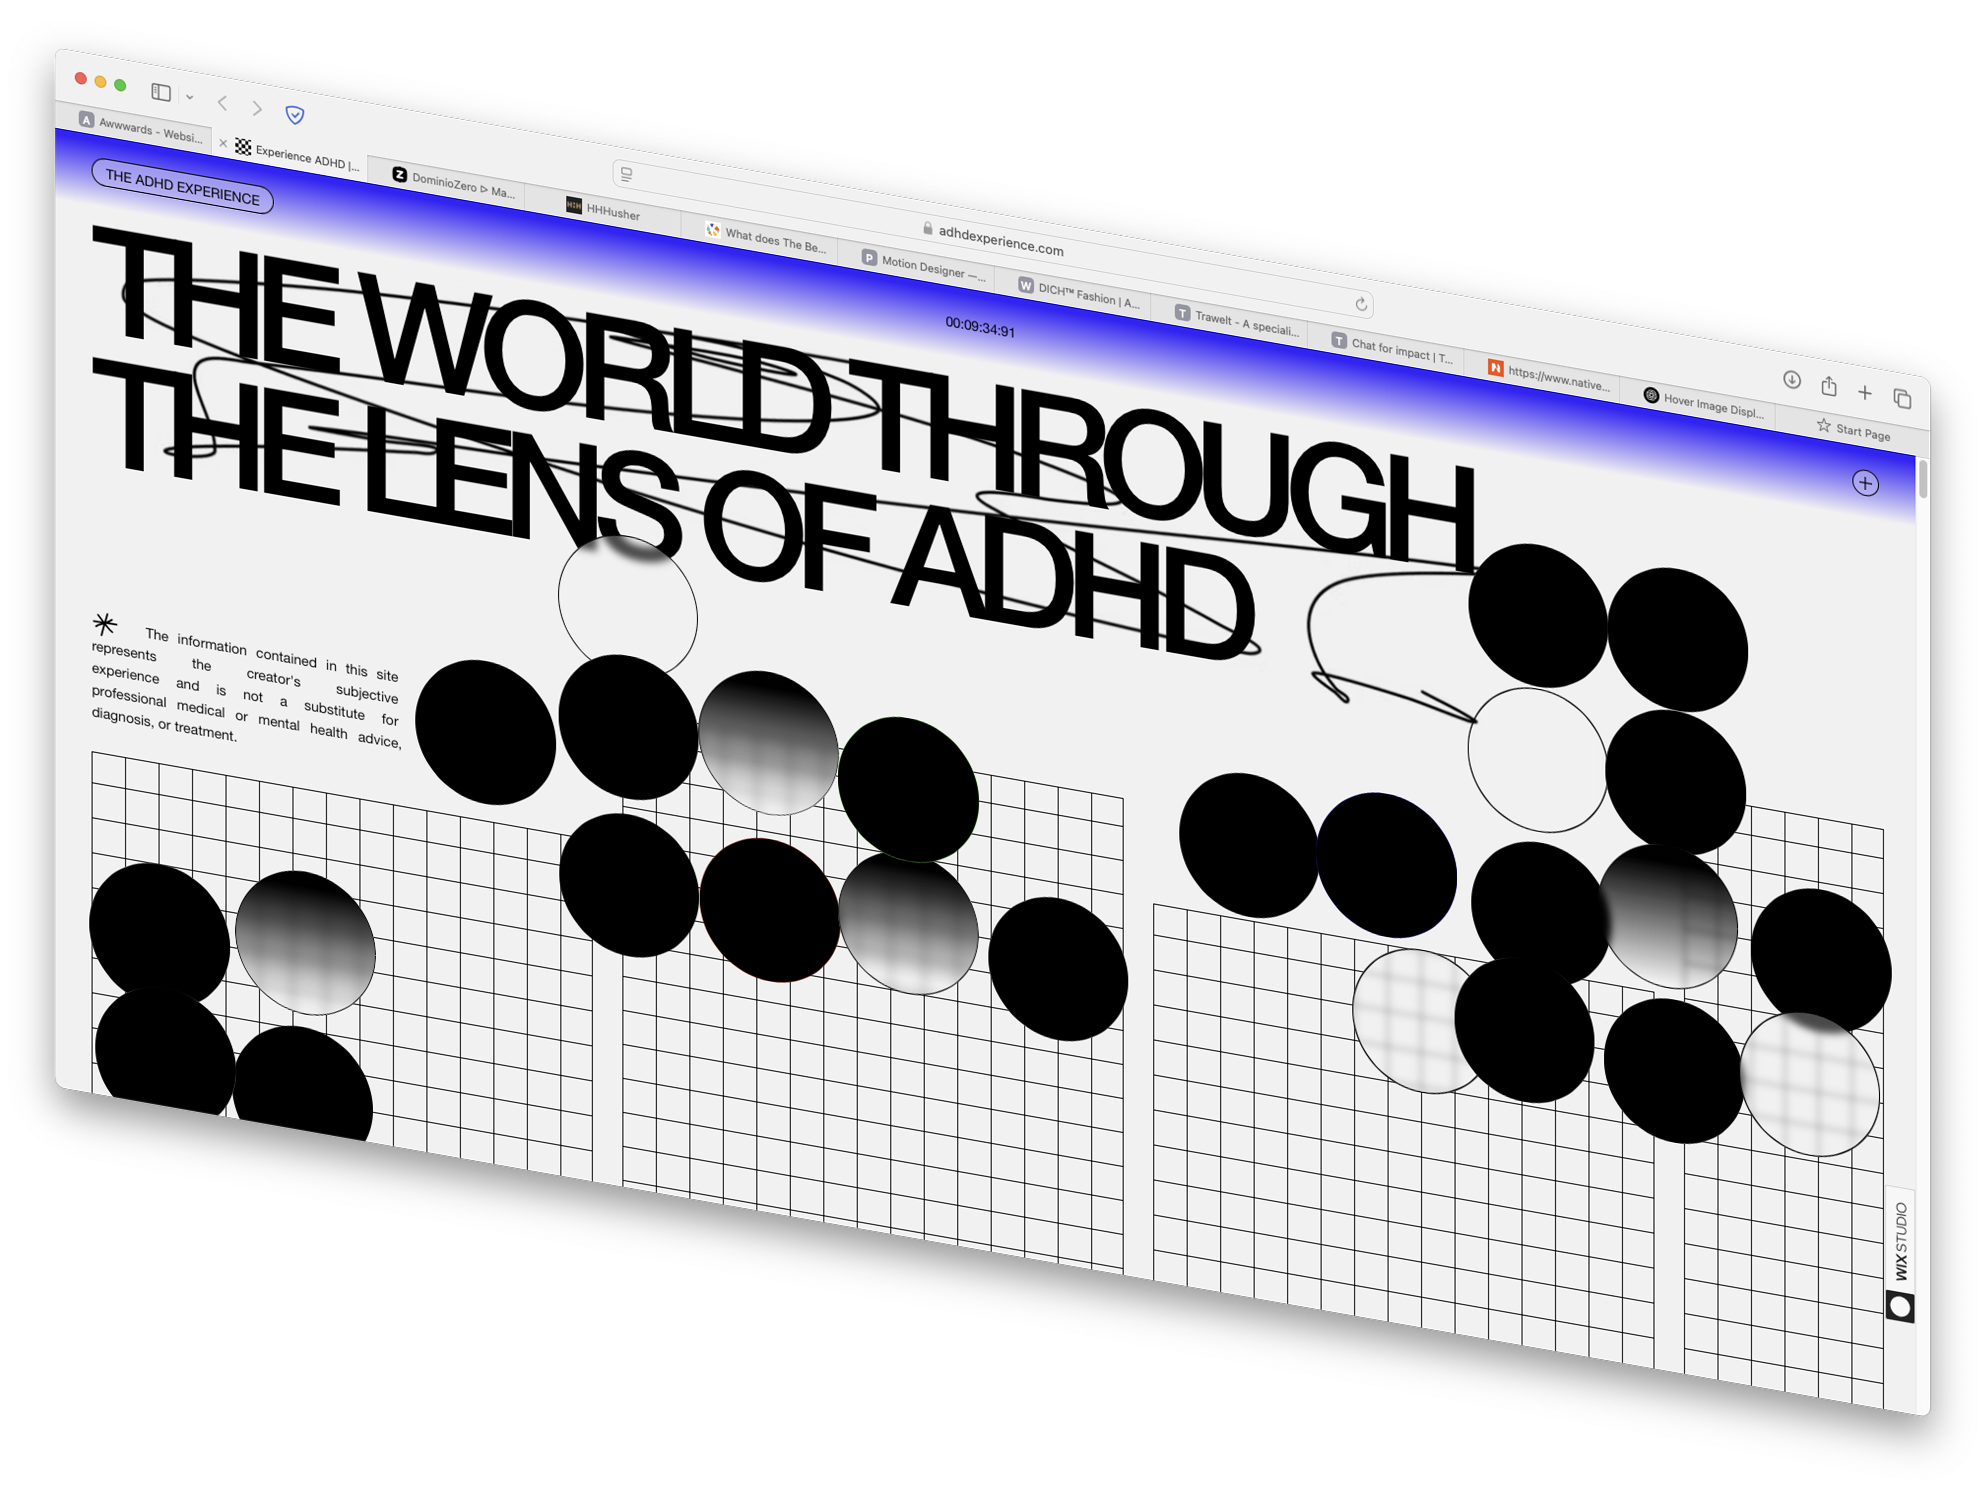 Awwwards - Websi...
Experience ADHD |...
DominioZero ▷ Ma...
HHHusher
What does The Be...
Motion Designer —...
DICH™ Fashion | A...
Trawelt - A speciali...
Chat for impact | T...
https://www.native...
Hover Image Displ...
Start Page
adhdexperience.com
THE ADHD EXPERIENCE
00:09:34:91
THE WORLD THROUGH
THE LENS OF ADHD
The information contained in this site
represents the creator's subjective
experience and is not a substitute for
professional medical or mental health advice,
diagnosis, or treatment.
WIX STUDIO